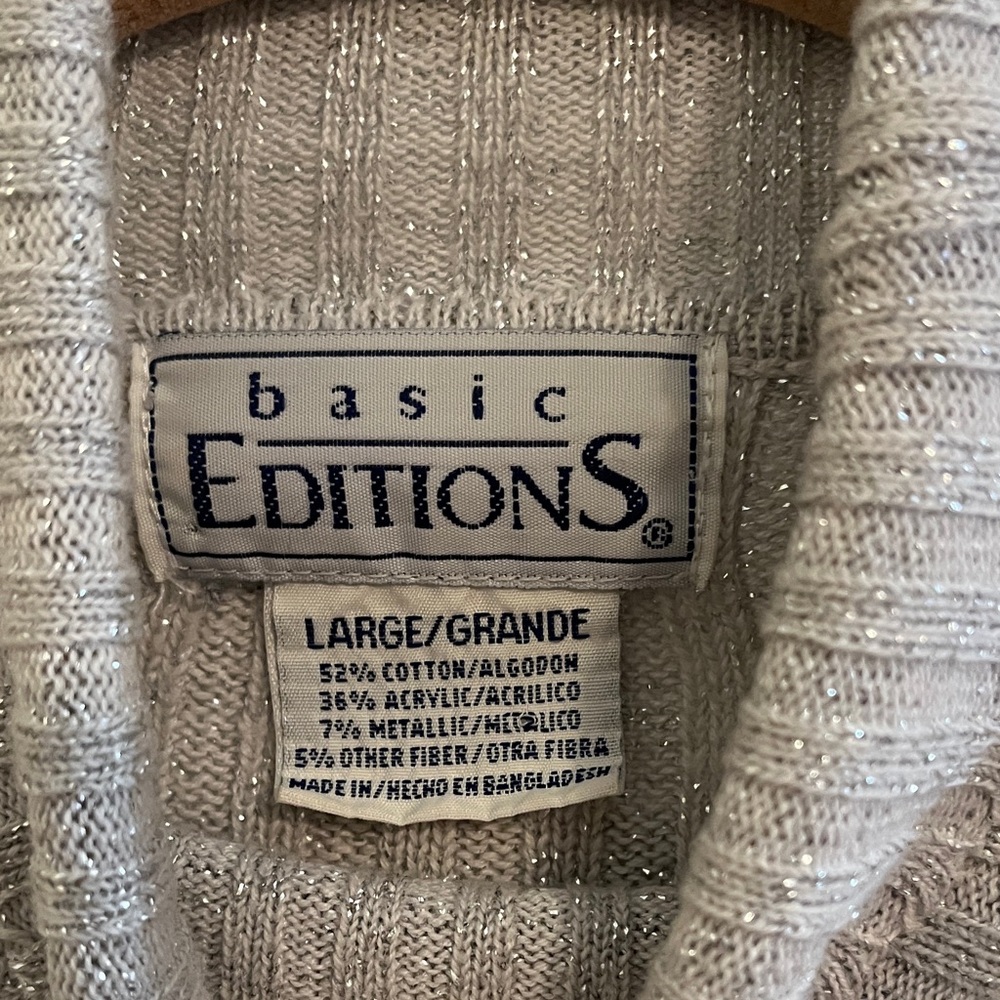 basic
EDITIONS®
LARGE/GRANDE
52% COTTON/ALGODON
36% ACRYLIC/ACRILICO
7% METALLIC/METALICO
5% OTHER FIBER/OTRA FIBRA
MADE IN/HECHO EN BANGLADESH